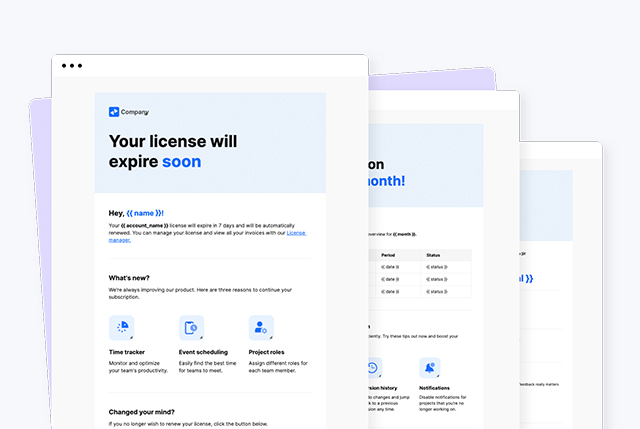 Company
Your license will
expire soon
Hey, {{ name }}!
Your {{ account_name }} license will expire in 7 days and will be automatically
renewed. You can manage your license and view all your invoices with our License
manager.
What's new?
We're always improving our product. Here are three reasons to continue your
subscription.
Time tracker
Monitor and optimize
your team's productivity.
Event scheduling
Easily find the best time
for teams to meet.
Project roles
Assign different roles for
each team member.
Changed your mind?
If you no longer wish to renew your license, click the button below.
on
month!
overview for {{ month }}.
Period Status
{{ date }} {{ status }}
{{ date }} {{ status }}
{{ date }} {{ status }}
ently. Try these tips out now and boost your
rsion history
do changes and jump
k to a previous
sion any time.
Notifications
Disable notifications for
projects that you're no
longer working on.
al }}
feedback really matters